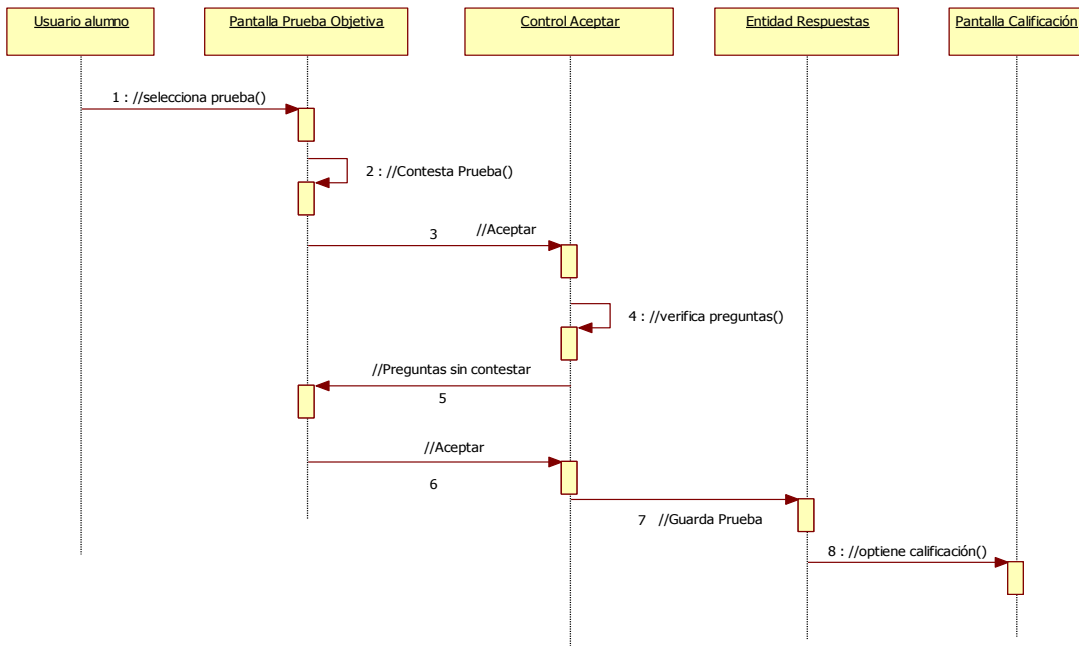 Usuario alumno
Pantalla Prueba Objetiva
Control Aceptar
Entidad Respuestas
Pantalla Calificación
1 : //selecciona prueba()
2 : //Contesta Prueba()
3 //Aceptar
4 : //verifica preguntas()
//Preguntas sin contestar
5
//Aceptar
6
7 //Guarda Prueba
8 : //optiene calificación()